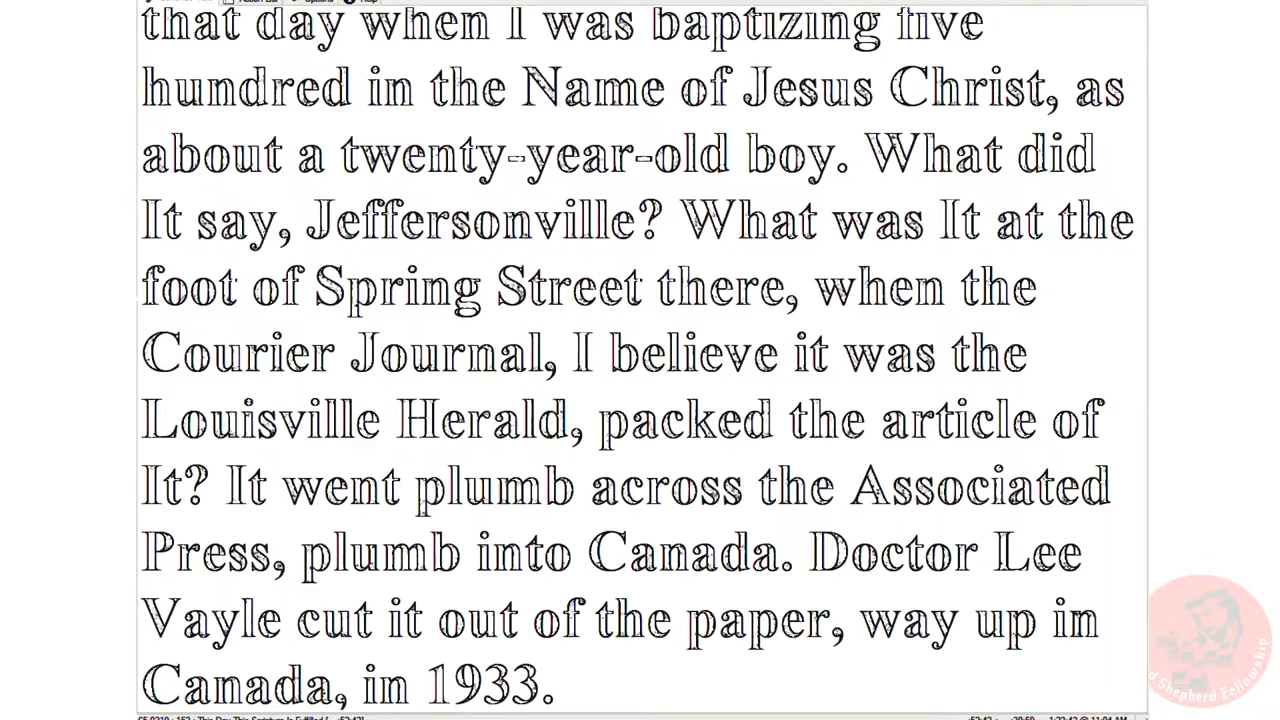 that day when I was baptizing five
hundred in the Name of Jesus Christ, as
about a twenty-year-old boy. What did
It say, Jeffersonville? What was It at the
foot of Spring Street there, when the
Courier Journal, I believe it was the
Louisville Herald, packed the article of
It? It went plumb across the Associated
Press, plumb into Canada. Doctor Lee
Vayle cut it out of the paper, way up in
Canada, in 1933.
d Shepherd Fellowship